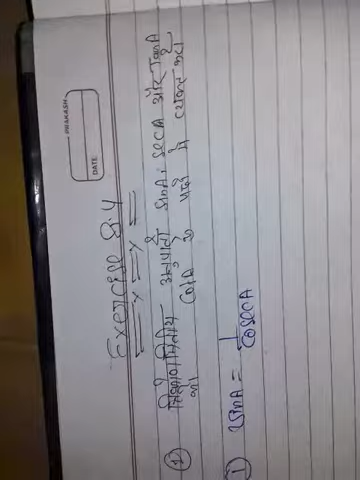 PRAKASH
DATE:
Exercise 8.4
① त्रिकोणमितीय अनुपातों SinA, SecA और TanA
को CotA के पदों में व्यक्त करो
① SinA = 1/CosecA